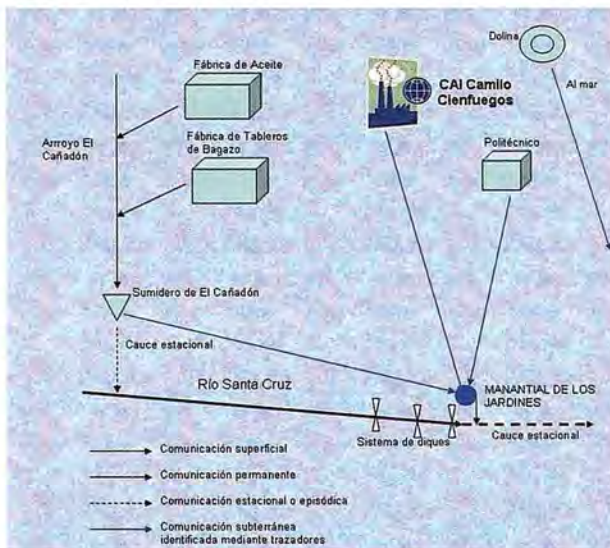 Fábrica de Aceite
Dolina
CAI Camilo
Cienfuegos
Al mar
Arrroyo El
Cañadón
Fábrica de Tableros
de Bagazo
Politécnico
Sumidero de El Cañadón
Cauce estacional
Río Santa Cruz
MANANTIAL DE LOS
JARDINES
Sistema de diques
Cauce estacional
Comunicación superficial
Comunicación permanente
Comunicación estacional o episódica
Comunicación subterránea
identificada mediante trazadores